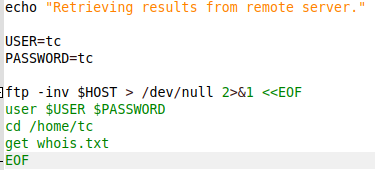 echo "Retrieving results from remote server."
USER=tc
PASSWORD=tc
ftp -inv $HOST > /dev/null 2>&1 <<EOF
user $USER $PASSWORD
cd /home/tc
get whois.txt
EOF